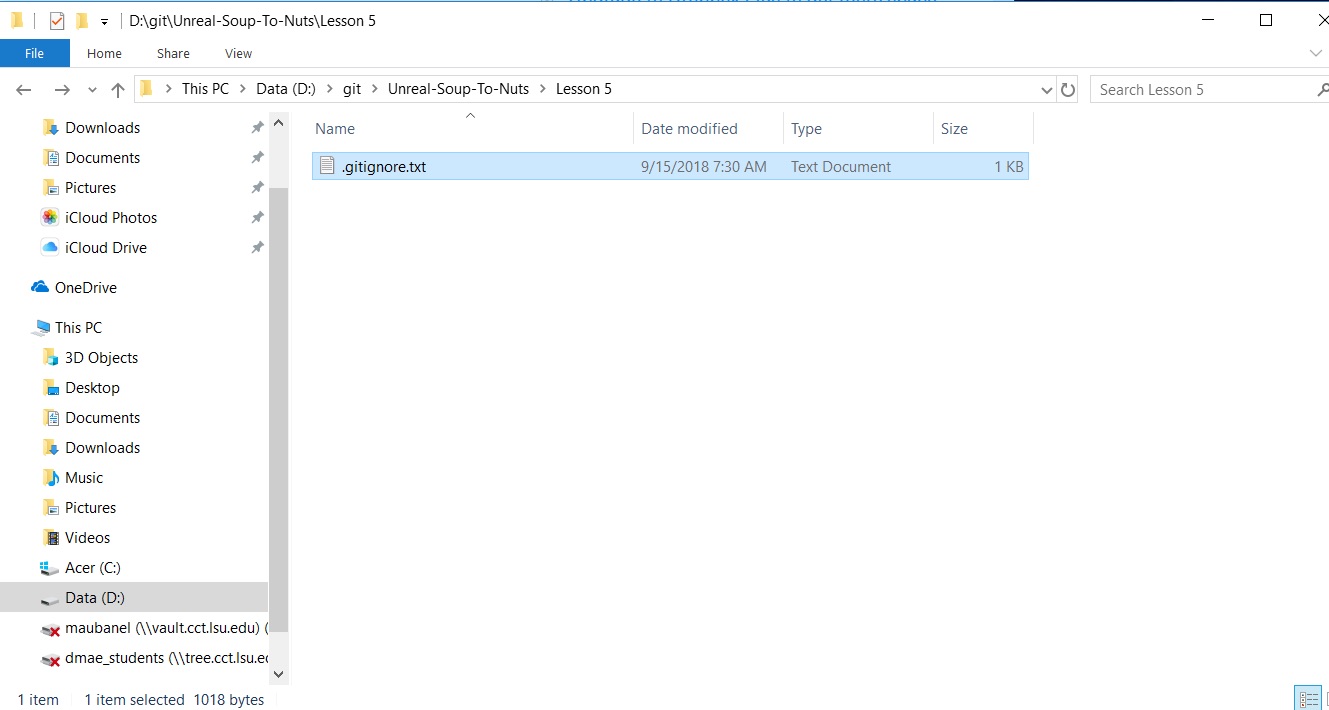 D:\git\Unreal-Soup-To-Nuts\Lesson 5
File Home Share View
This PC Data (D:) git Unreal-Soup-To-Nuts Lesson 5 Search Lesson 5
Name Date modified Type Size
.gitignore.txt 9/15/2018 7:30 AM Text Document 1 KB
Downloads
Documents
Pictures
iCloud Photos
iCloud Drive
OneDrive
This PC
3D Objects
Desktop
Documents
Downloads
Music
Pictures
Videos
Acer (C:)
Data (D:)
maubanel (\\vault.cct.lsu.edu) (
dmae_students (\\tree.cct.lsu.ed
1 item 1 item selected 1018 bytes